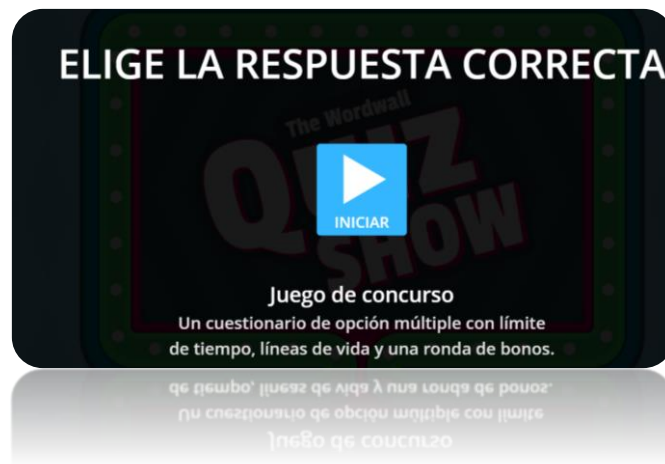 ELIGE LA RESPUESTA CORRECTA
The Wordwall
QUIZ
SHOW
INICIAR
Juego de concurso
Un cuestionario de opción múltiple con límite
de tiempo, líneas de vida y una ronda de bonos.